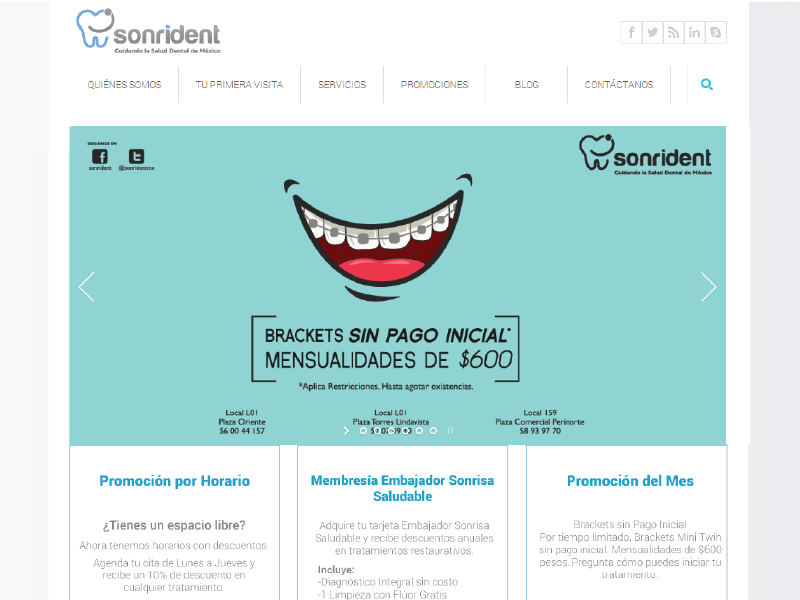 sonrident
Cuidando la Salud Dental de México
QUIÉNES SOMOS
TU PRIMERA VISITA
SERVICIOS
PROMOCIONES
BLOG
CONTÁCTANOS
SIGUENOS EN
sonrident
@sonridentmx
sonrident
Cuidando la Salud Dental de México
BRACKETS SIN PAGO INICIAL*
MENSUALIDADES DE $600
*Aplica Restricciones. Hasta agotar existencias.
Local L01
Plaza Oriente
56 00 44 157
Local L01
Plaza Torres Lindavista
Local 159
Plaza Comercial Perinorte
58 93 97 70
Promoción por Horario
¿Tienes un espacio libre?
Ahora tenemos horarios con descuentos.
Agenda tu cita de Lunes a Jueves y
recibe un 10% de descuento en
cualquier tratamiento.
Membresía Embajador Sonrisa
Saludable
Adquire tu tarjeta Embajador Sonrisa
Saludable y recibe descuentos anuales
en tratamientos restaurativos.
Incluye:
-Diagnóstico Integral sin costo
-1 Limpieza con Flúor Gratis
Promoción del Mes
Brackets sin Pago Inicial
Por tiempo limitado, Brackets Mini Twin
sin pago inicial. Mensualidades de $600
pesos. Pregunta cómo puedes iniciar tu
tratamiento.